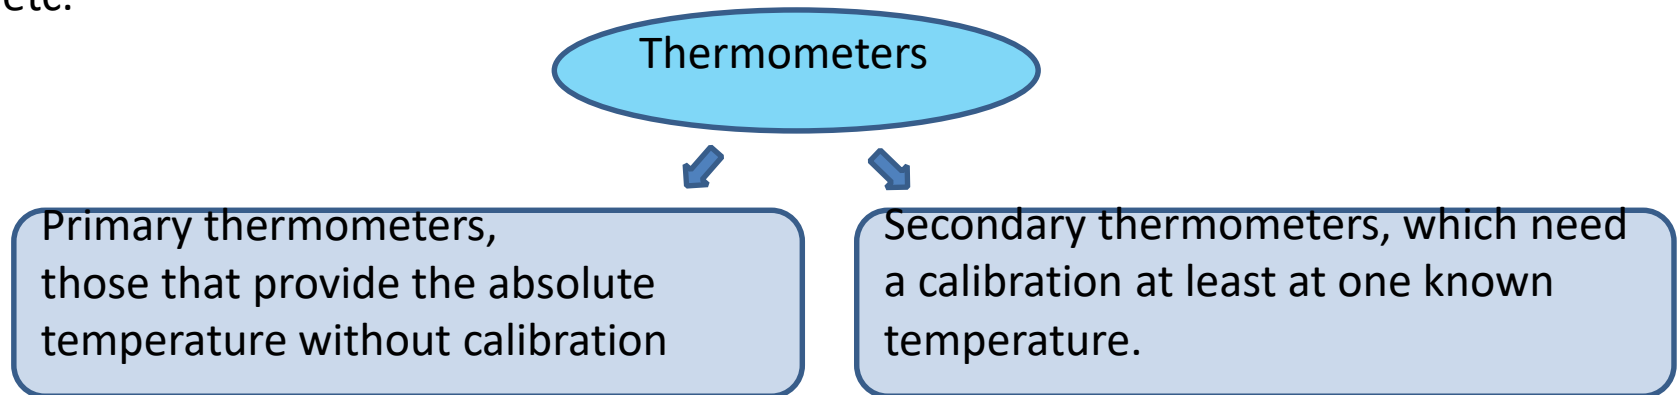 etc.
Thermometers
Primary thermometers,
those that provide the absolute
temperature without calibration
Secondary thermometers, which need
a calibration at least at one known
temperature.